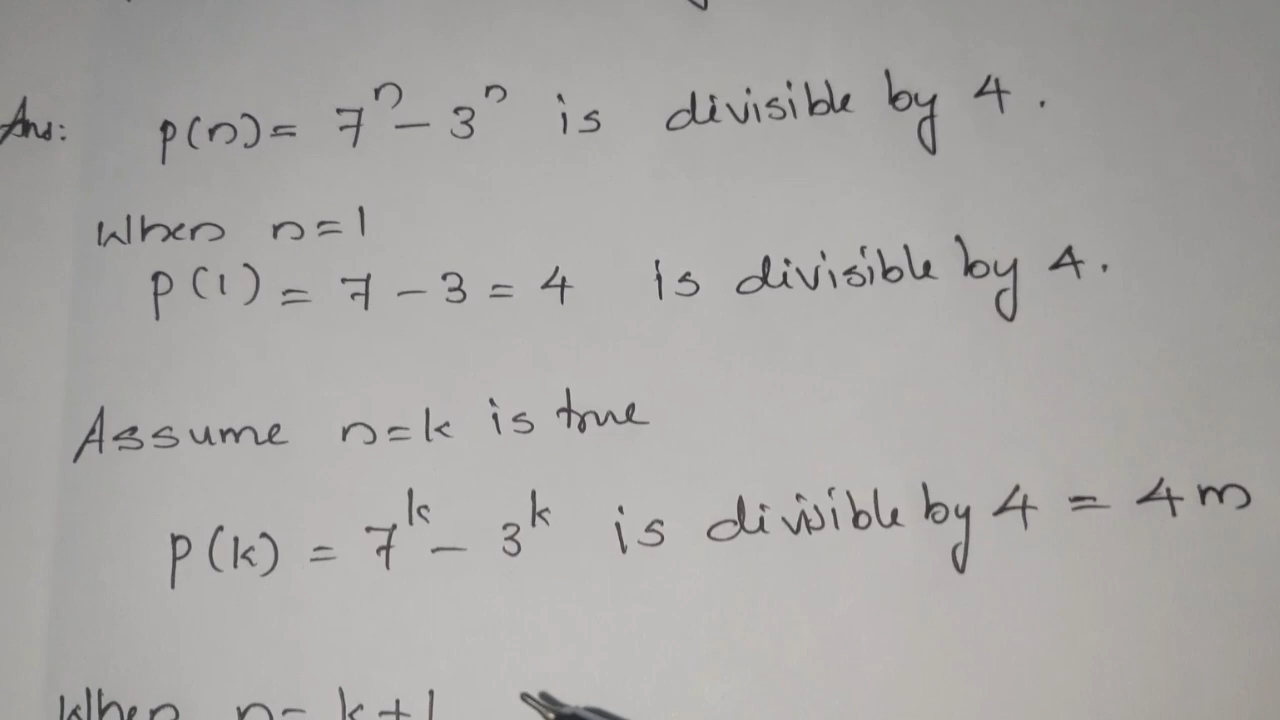 Ans: p(n) = 7ⁿ - 3ⁿ is divisible by 4.
When n=1
p(1) = 7 - 3 = 4 is divisible by 4.
Assume n=k is true
p(k) = 7ᵏ - 3ᵏ is divisible by 4 = 4m
When n= k+1